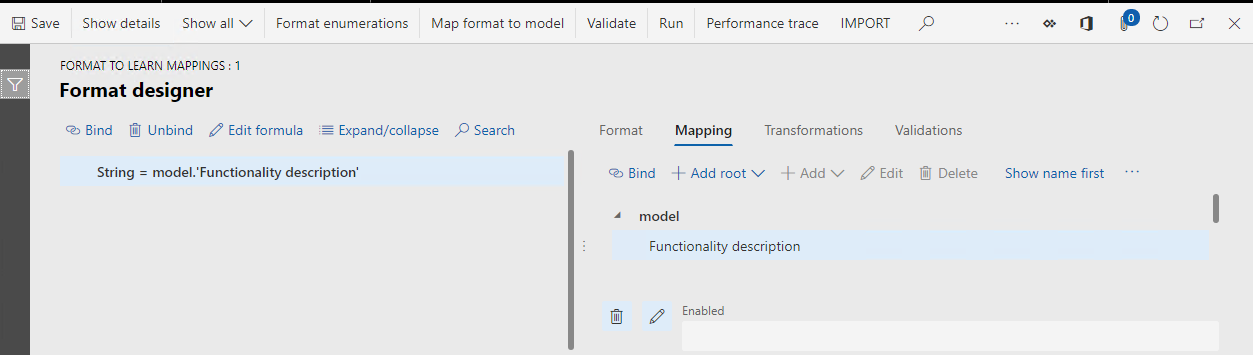 Save Show details Show all Format enumerations Map format to model Validate Run Performance trace IMPORT ... 0
FORMAT TO LEARN MAPPINGS : 1
Format designer
Bind Unbind Edit formula Expand/collapse Search
String = model.'Functionality description'
Format Mapping Transformations Validations
Bind Add root Add Edit Delete Show name first ...
model
Functionality description
Enabled